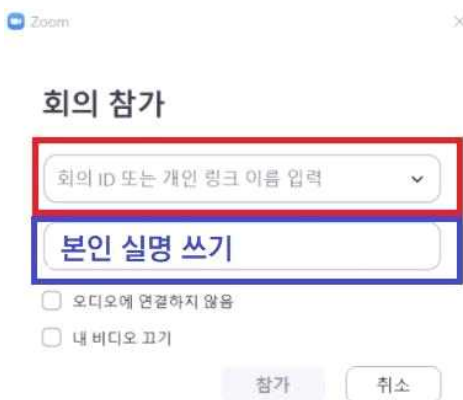 Zoom
회의 참가
회의 ID 또는 개인 링크 이름 입력
본인 실명 쓰기
오디오에 연결하지 않음
내 비디오 끄기
참가 취소